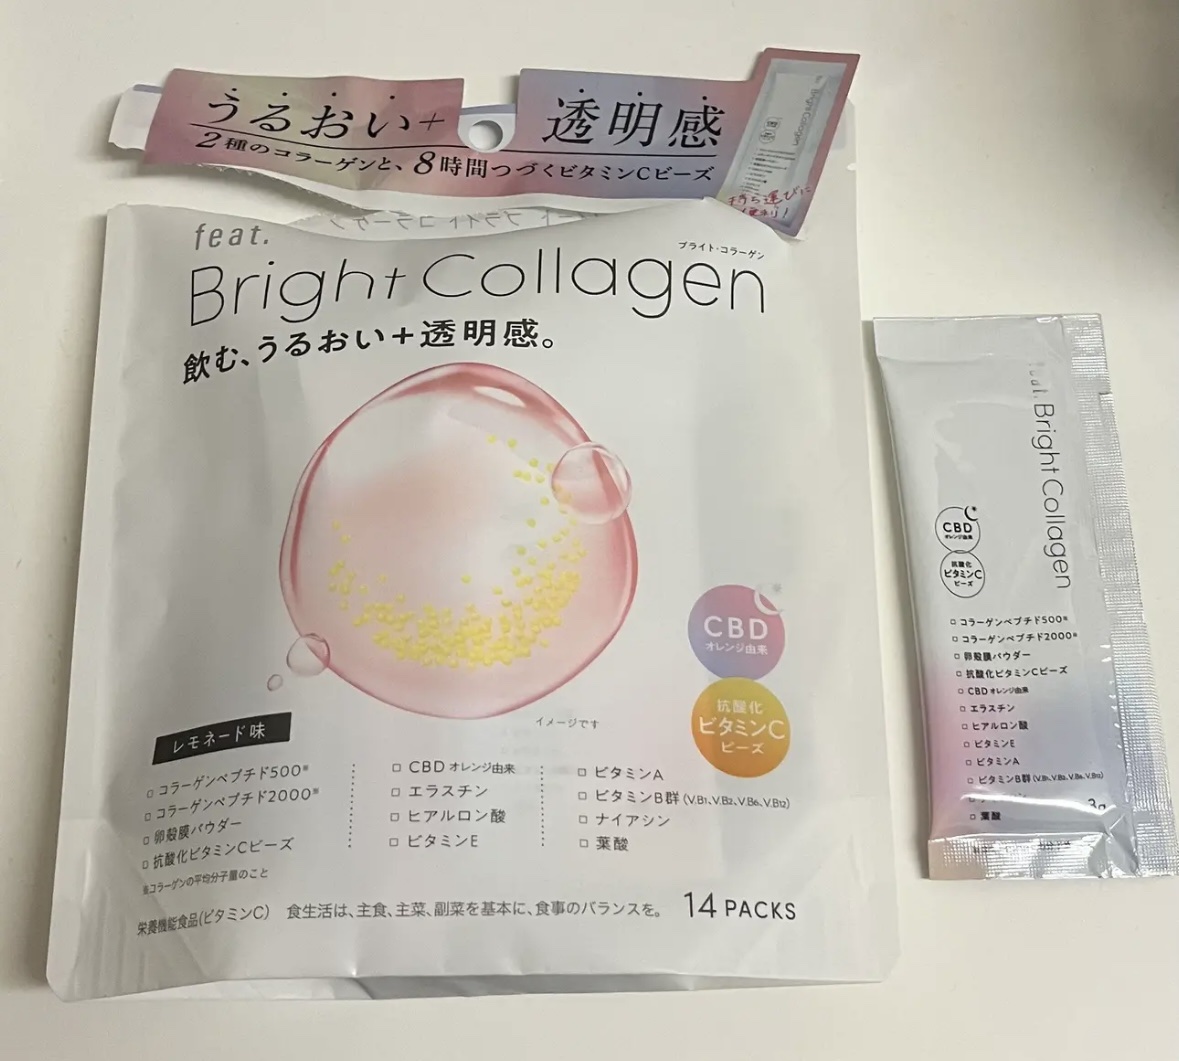 うるおい+ 透明感
2種のコラーゲンと、8時間つづくビタミンCビーズ
Bright Collagen
持ち運びに
便利!
feat.
Bright Collagen
ブライト・コラーゲン
飲む、うるおい+透明感。
CBD
オレンジ由来
抗酸化
ビタミンC
ビーズ
イメージです
レモネード味
コラーゲンペプチド500※
コラーゲンペプチド2000※
卵殻膜パウダー
抗酸化ビタミンCビーズ
※コラーゲンの平均分子量のこと
CBD オレンジ由来
エラスチン
ヒアルロン酸
ビタミンE
ビタミンA
ビタミンB群 (V.B1、V.B2、V.B6、V.B12)
ナイアシン
葉酸
栄養機能食品(ビタミンC) 食生活は、主食、主菜、副菜を基本に、食事のバランスを。
14 PACKS
feat. Bright Collagen
CBD
オレンジ由来
抗酸化
ビタミンC
ビーズ
コラーゲンペプチド500※
コラーゲンペプチド2000※
卵殻膜パウダー
抗酸化ビタミンCビーズ
CBD オレンジ由来
エラスチン
ヒアルロン酸
ビタミンE
ビタミンA
ビタミンB群 (V.B1、V.B2、V.B6、V.B12)
葉酸
3g